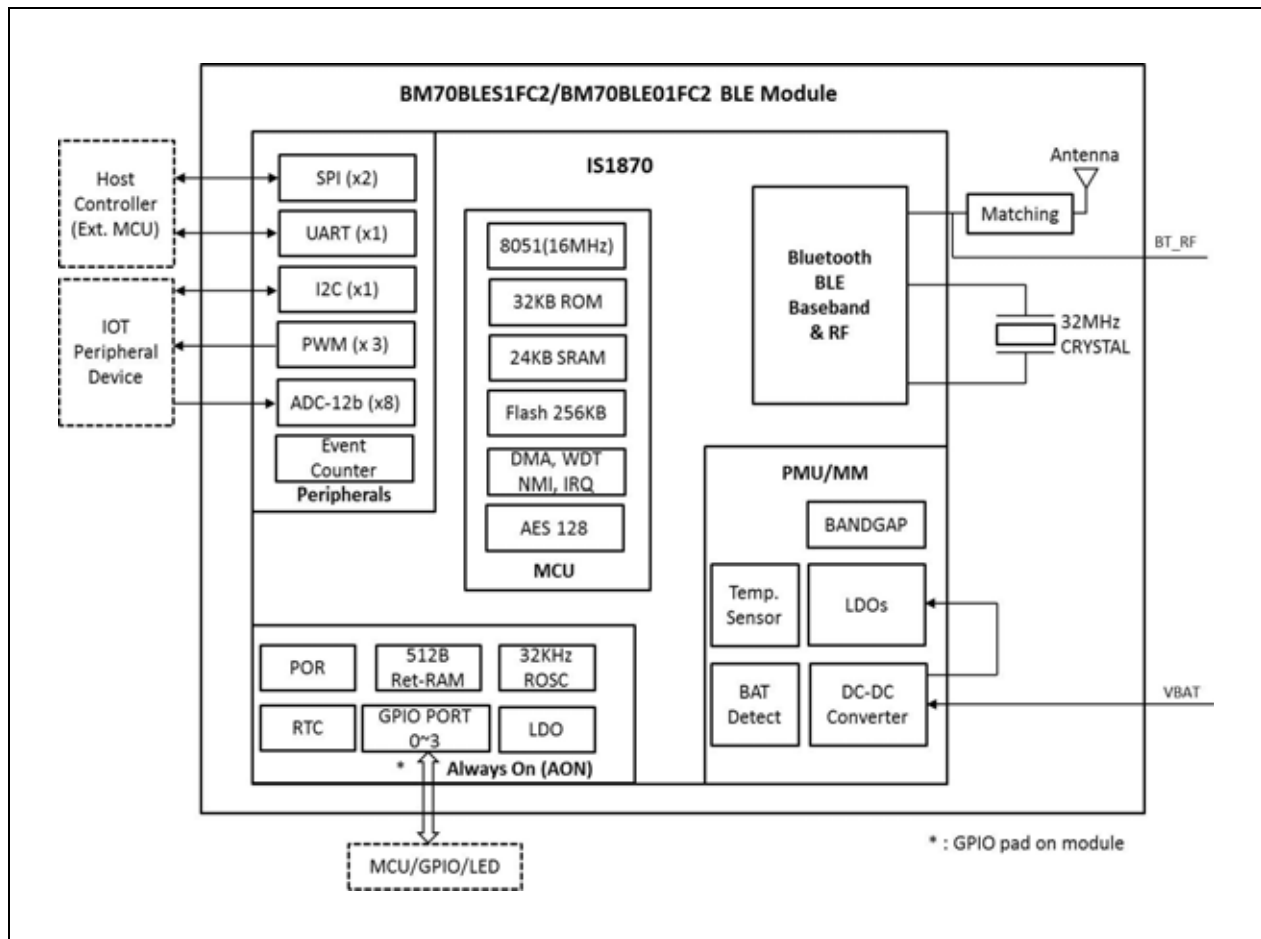 BM70BLES1FC2/BM70BLE01FC2 BLE Module
Host
Controller
(Ext. MCU)
IOT
Peripheral
Device
SPI (x2)
UART (x1)
I2C (x1)
PWM (x 3)
ADC-12b (x8)
Event
Counter
Peripherals
IS1870
8051(16MHz)
32KB ROM
24KB SRAM
Flash 256KB
DMA, WDT
NMI, IRQ
AES 128
MCU
Bluetooth
BLE
Baseband
& RF
Antenna
Matching
BT_RF
32MHz
CRYSTAL
PMU/MM
BANDGAP
Temp.
Sensor
LDOs
BAT
Detect
DC-DC
Converter
VBAT
POR
512B
Ret-RAM
32KHz
ROSC
RTC
GPIO PORT
0~3
LDO
* Always On (AON)
MCU/GPIO/LED
* : GPIO pad on module